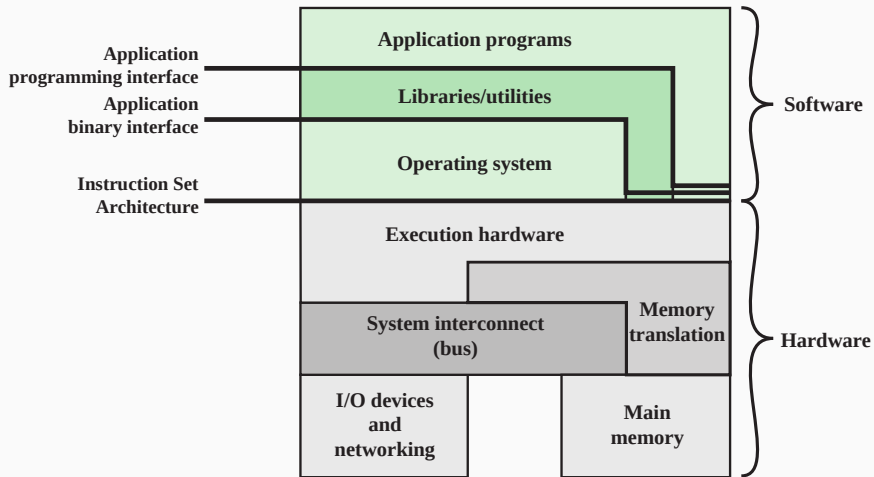 Application programs
Application
programming interface
Libraries/utilities
Application
binary interface
Software
Operating system
Instruction Set
Architecture
Execution hardware
Memory
translation
System interconnect
(bus)
Hardware
I/O devices
and
networking
Main
memory